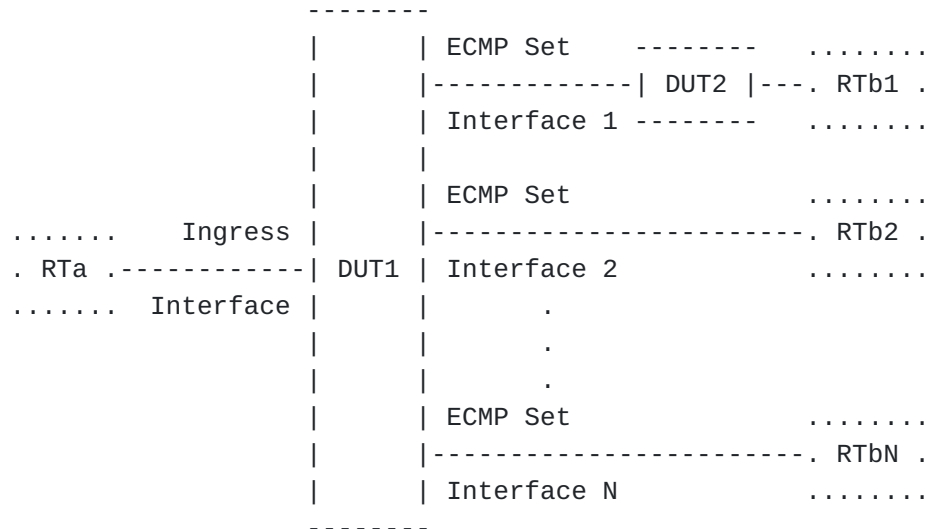 ECMP Set
DUT2 RTb1
Interface 1
ECMP Set
Ingress RTb2
RTa DUT1 Interface 2
Interface
ECMP Set
RTbN
Interface N